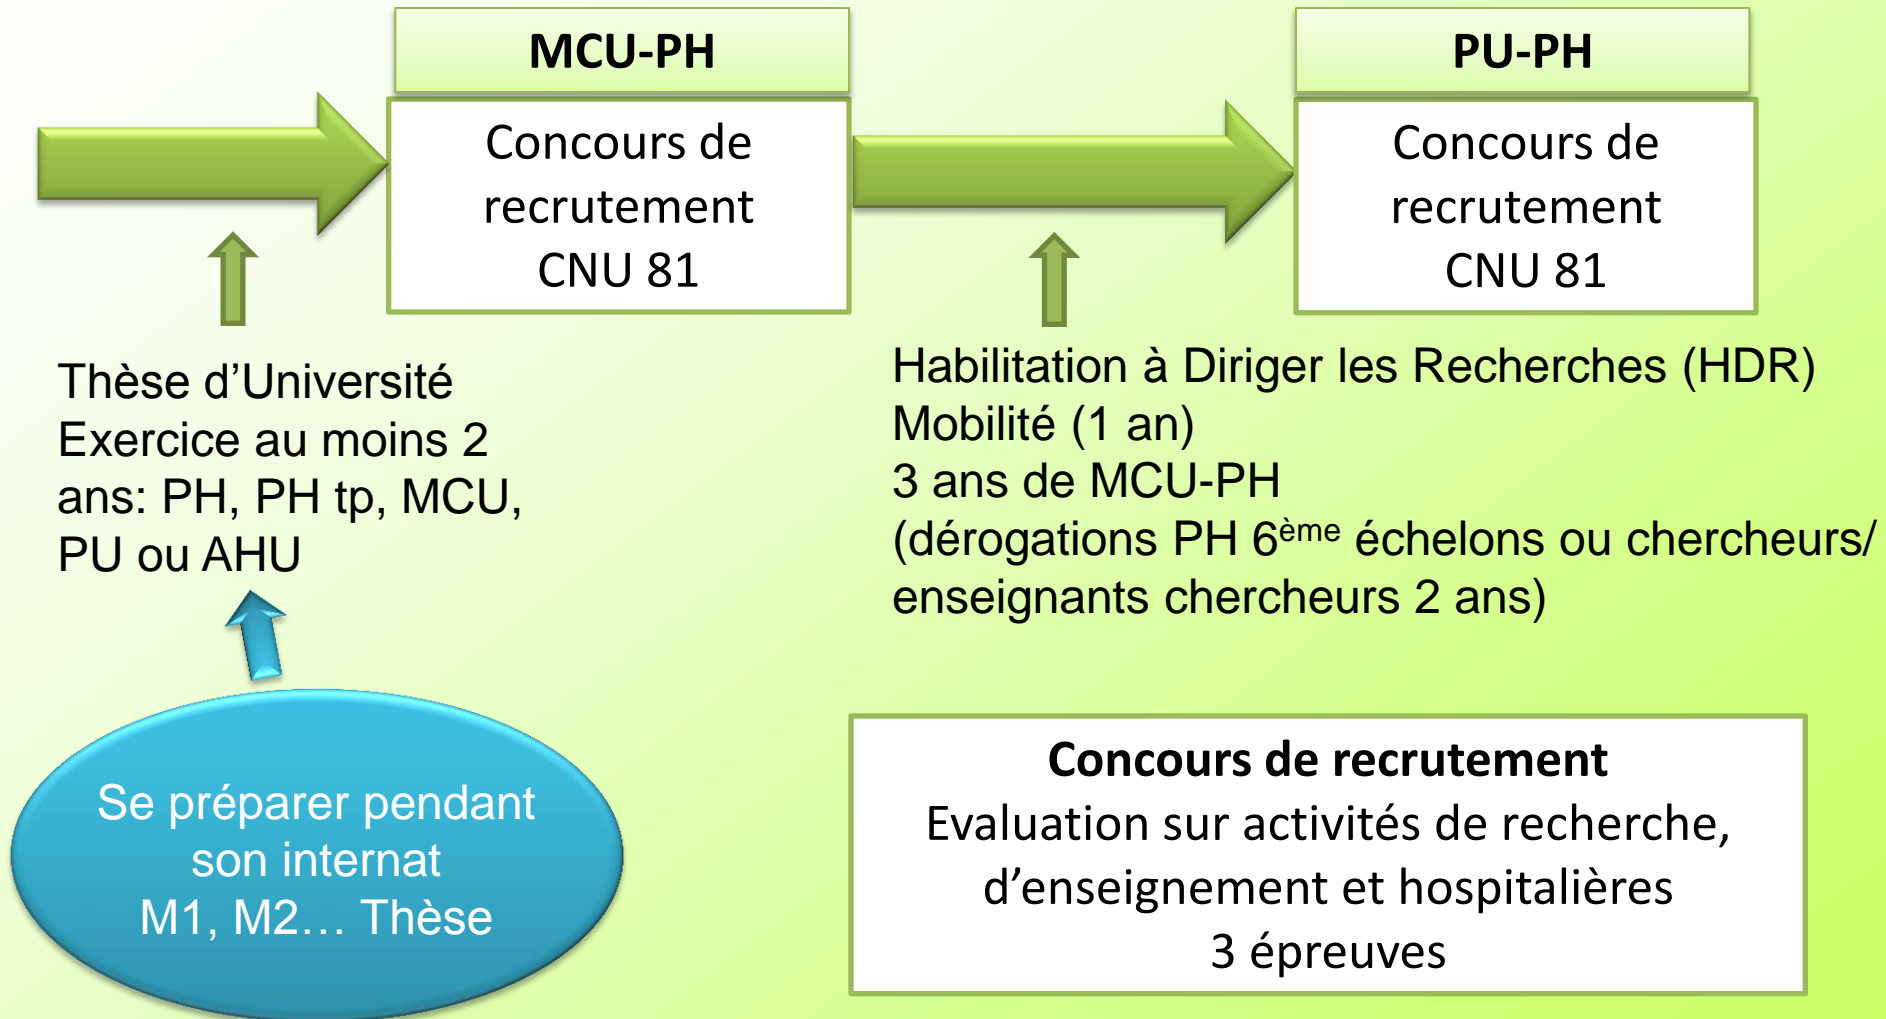 MCU-PH
Concours de
recrutement
CNU 81
PU-PH
Concours de
recrutement
CNU 81
Thèse d’Université
Exercice au moins 2
ans: PH, PH tp, MCU,
PU ou AHU
Habilitation à Diriger les Recherches (HDR)
Mobilité (1 an)
3 ans de MCU-PH
(dérogations PH 6ème échelons ou chercheurs/
enseignants chercheurs 2 ans)
Se préparer pendant
son internat
M1, M2… Thèse
Concours de recrutement
Evaluation sur activités de recherche,
d’enseignement et hospitalières
3 épreuves